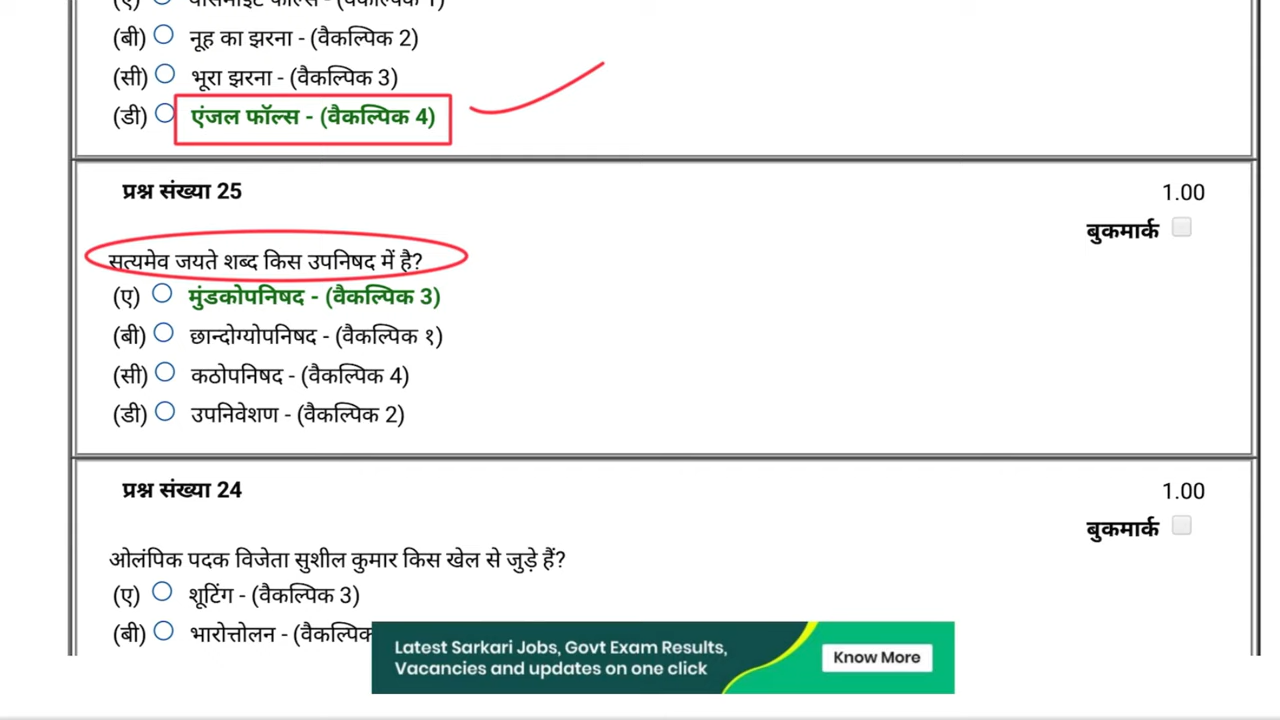 (बी) नूह का झरना - (वैकल्पिक 2)
(सी) भूरा झरना - (वैकल्पिक 3)
(डी) एंजल फॉल्स - (वैकल्पिक 4)
प्रश्न संख्या 25 1.00
बुकमार्क
सत्यमेव जयते शब्द किस उपनिषद में है?
(ए) मुंडकोपनिषद - (वैकल्पिक 3)
(बी) छान्दोग्योपनिषद - (वैकल्पिक १)
(सी) कठोपनिषद - (वैकल्पिक 4)
(डी) उपनिवेशण - (वैकल्पिक 2)
प्रश्न संख्या 24 1.00
बुकमार्क
ओलंपिक पदक विजेता सुशील कुमार किस खेल से जुड़े हैं?
(ए) शूटिंग - (वैकल्पिक 3)
(बी) भारोत्तोलन - (वैकल्पिक
Latest Sarkari Jobs, Govt Exam Results,
Vacancies and updates on one click
Know More